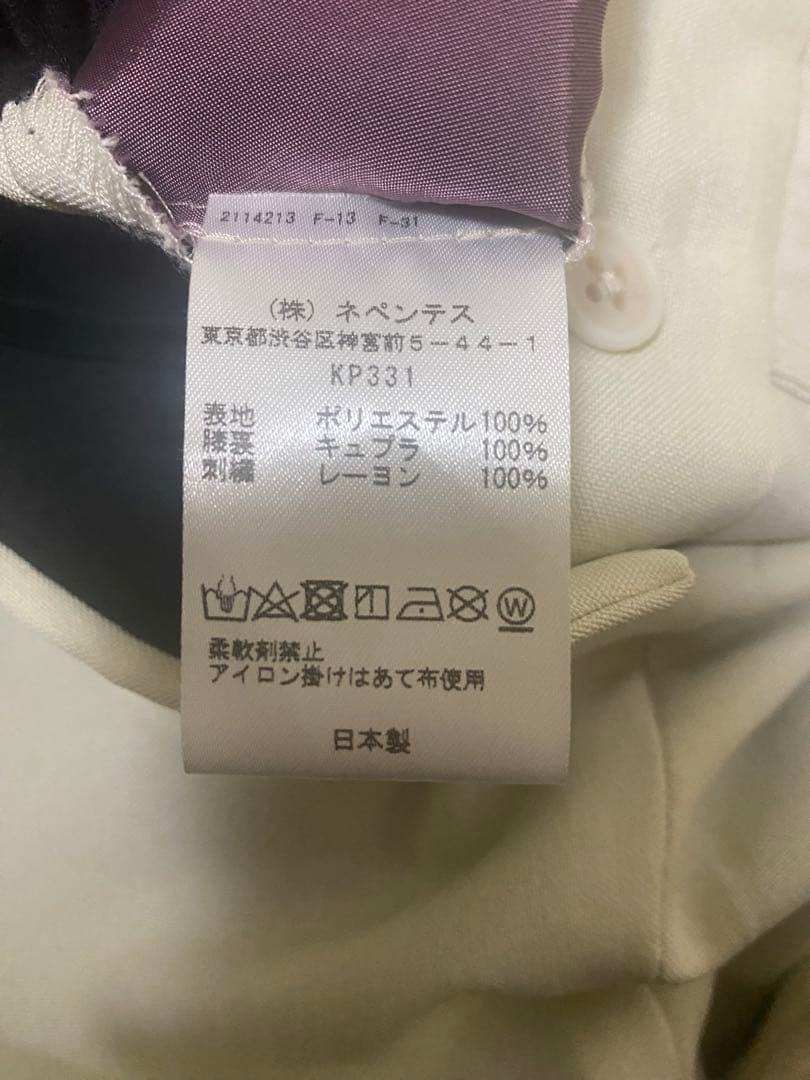 2114213 F-13 F-31
（株）ネペンテス
東京都渋谷区神宮前5-44-1
KP331
表地 ポリエステル 100%
膝裏 キュプラ 100%
刺繍 レーヨン 100%
W
柔軟剤禁止
アイロン掛けはあて布使用
日本製